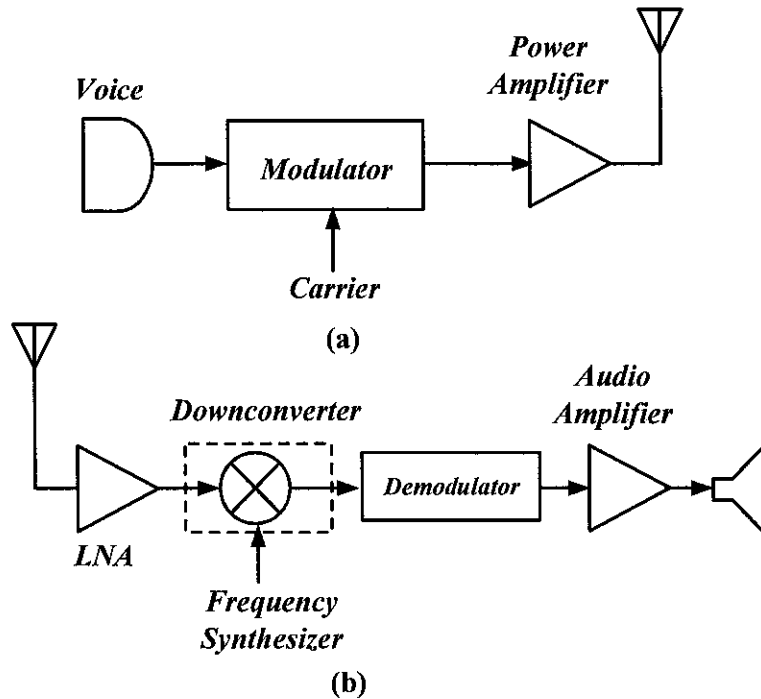 Power
Amplifier
Voice
Modulator
Carrier
(a)
Downconverter
Audio
Amplifier
Demodulator
LNA
Frequency
Synthesizer
(b)